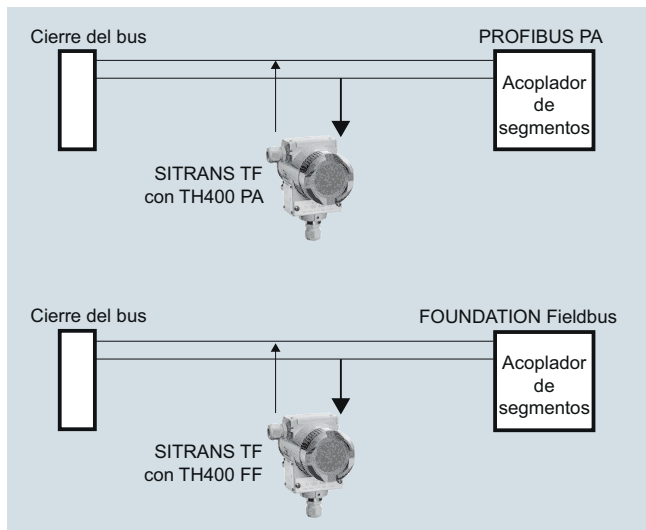 Cierre del bus
PROFIBUS PA
Acoplador
de
segmentos
SITRANS TF
con TH400 PA
Cierre del bus
FOUNDATION Fieldbus
Acoplador
de
segmentos
SITRANS TF
con TH400 FF